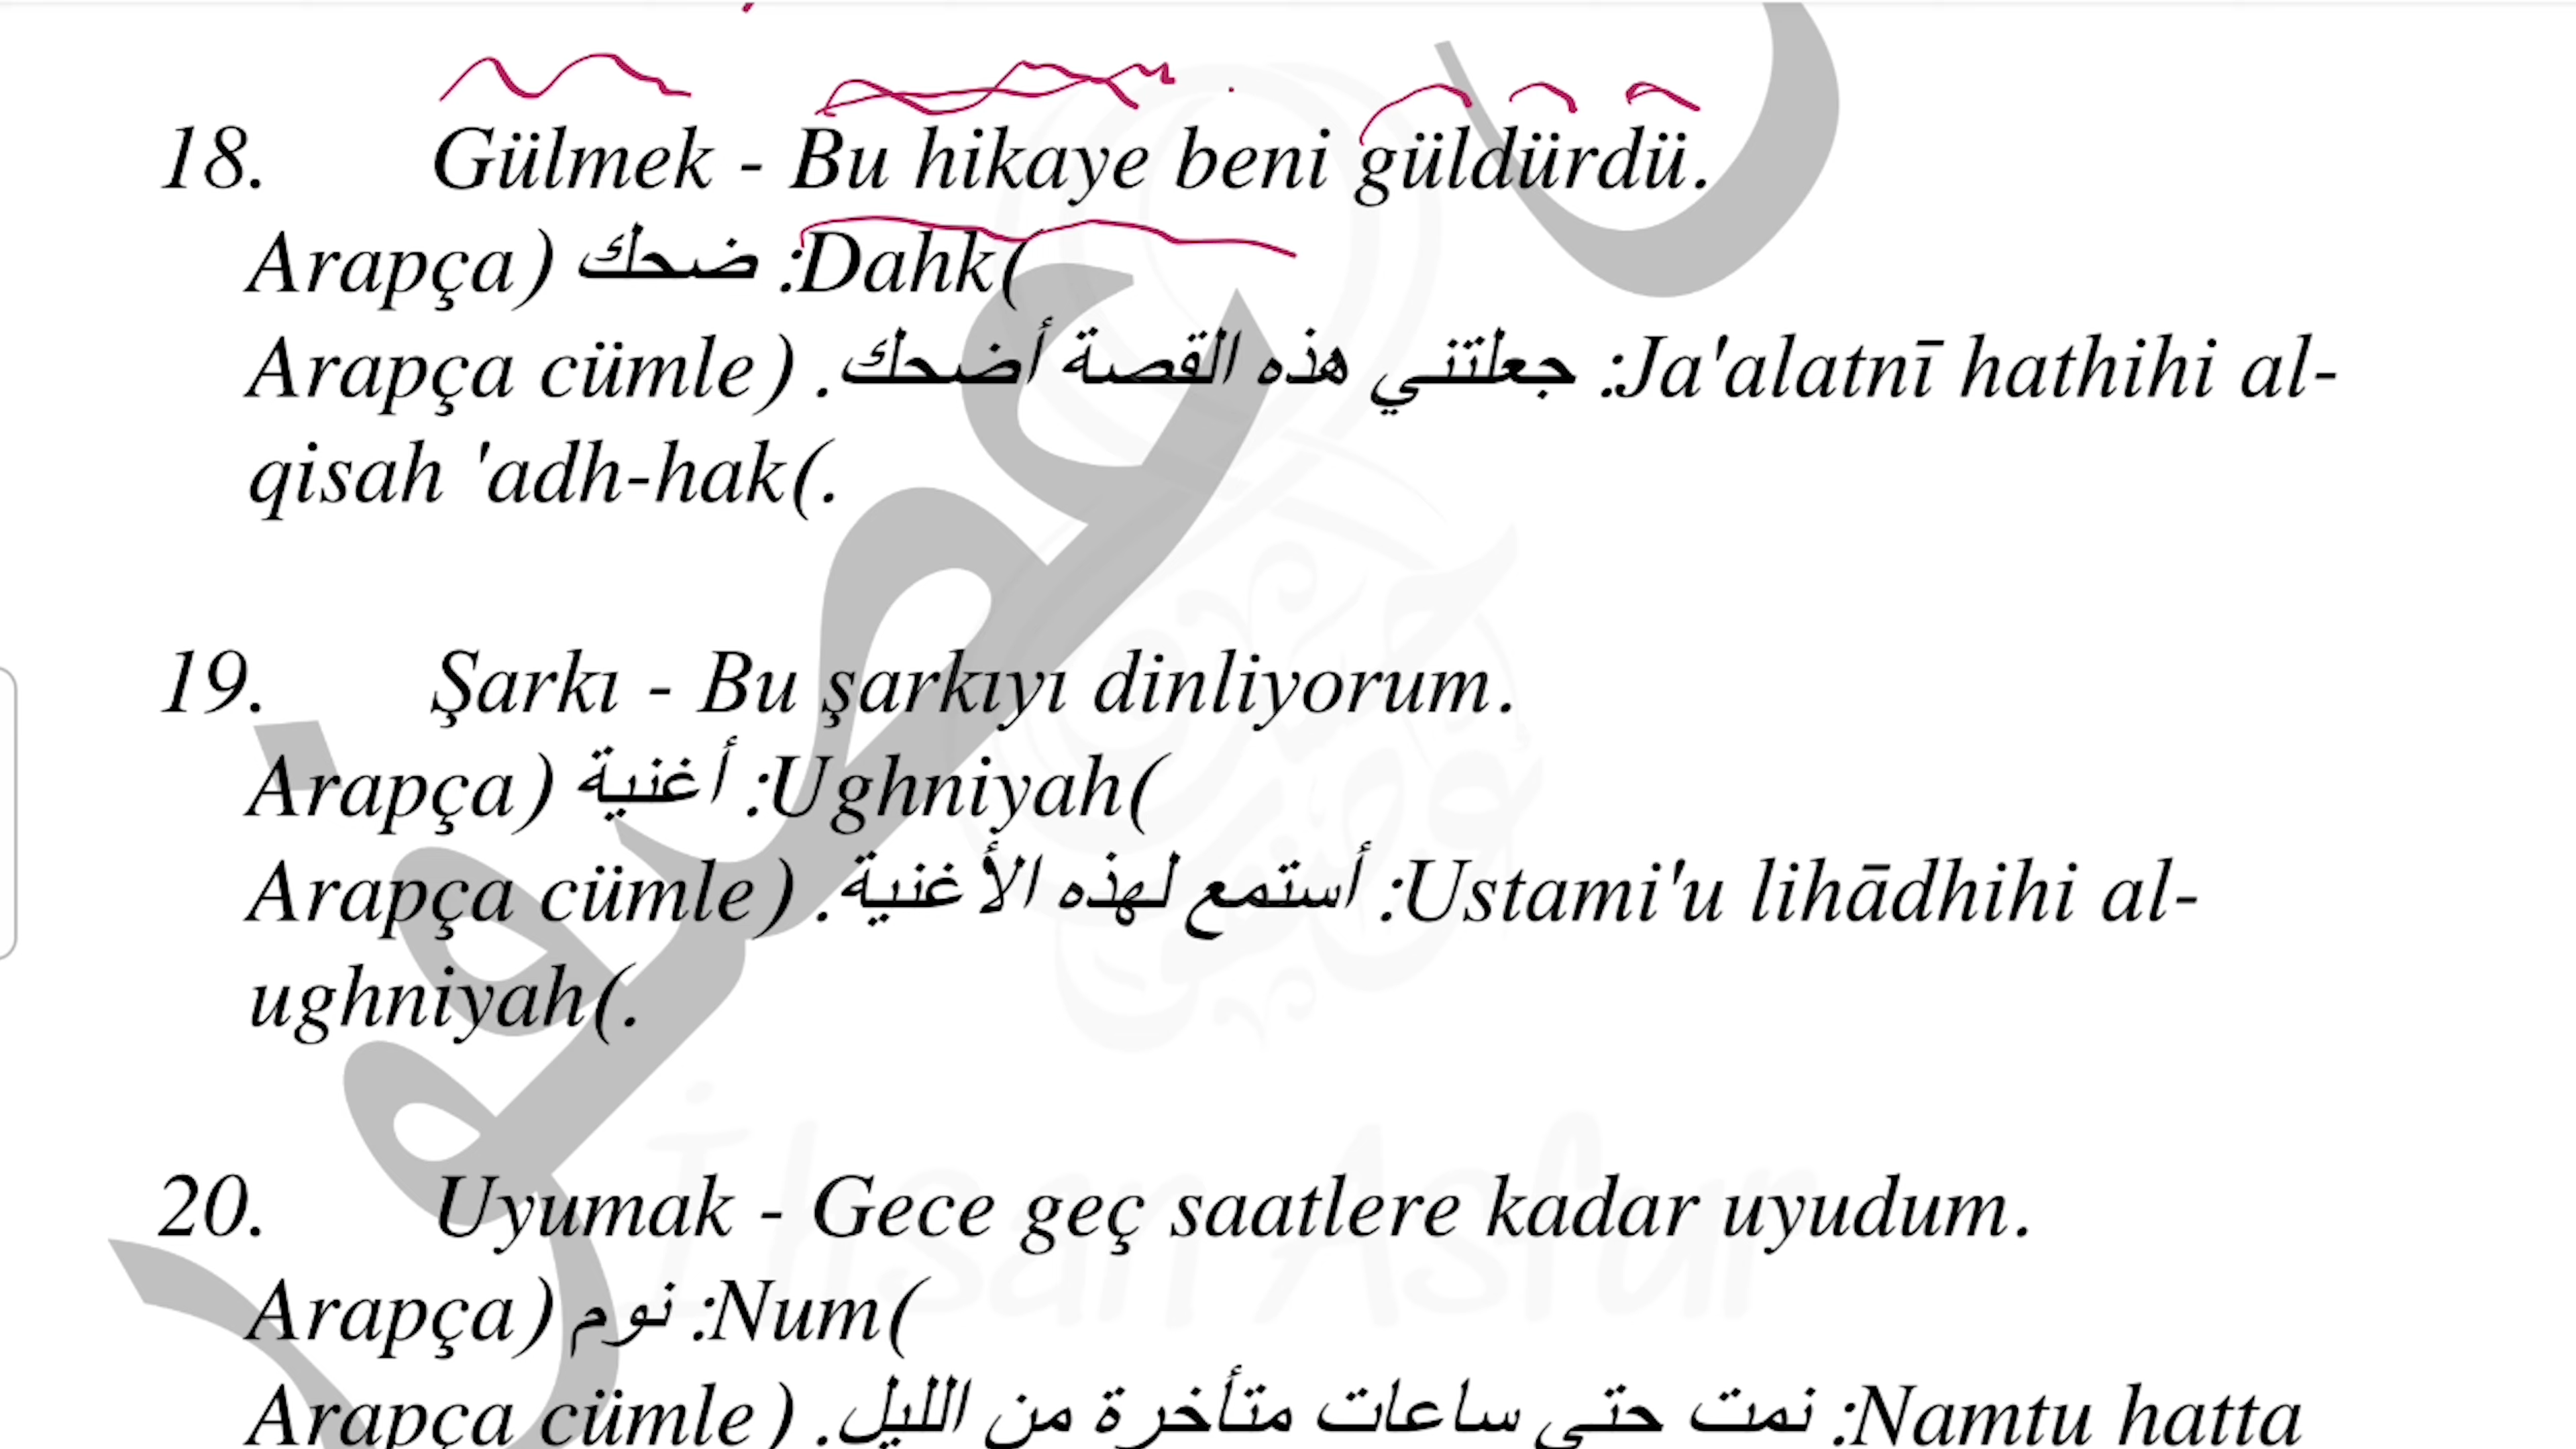 18. Gülmek - Bu hikaye beni güldürdü.
Arapça) ضحك :Dahk(
Arapça cümle) .جعلتني هذه القصة أضحك :Ja'alatnī hathihi al-
qisah 'adh-hak(.
19. Şarkı - Bu şarkıyı dinliyorum.
Arapça) أغنية :Ughniyah(
Arapça cümle) .أستمع لهذه الأغنية :Ustami'u lihādhihi al-
ughniyah(.
20. Uyumak - Gece geç saatlere kadar uyudum.
Arapça) نوم :Num(
Arapça cümle) .نمت حتى ساعات متأخرة من الليل :Namtu hatta
İhsan Asfur